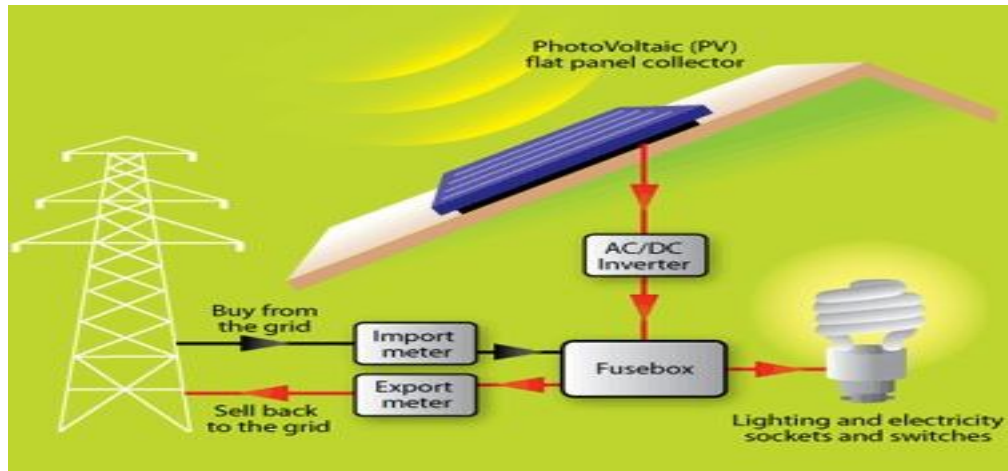 PhotoVoltaic (PV)
flat panel collector
AC/DC
Inverter
Buy from
the grid
Import
meter
Fusebox
Export
meter
Sell back
to the grid
Lighting and electricity
sockets and switches